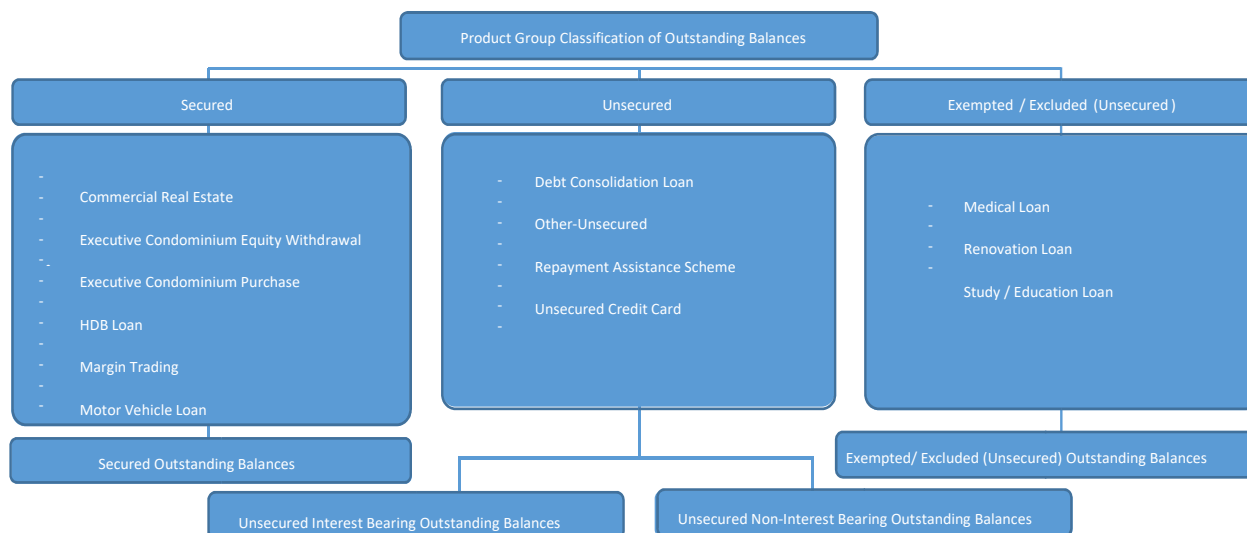 Product Group Classification of Outstanding Balances
Secured
Unsecured
Exempted / Excluded (Unsecured )
- Commercial Real Estate
- Executive Condominium Equity Withdrawal
- Executive Condominium Purchase
- HDB Loan
- Margin Trading
- Motor Vehicle Loan
- Debt Consolidation Loan
- Other-Unsecured
- Repayment Assistance Scheme
- Unsecured Credit Card
- Medical Loan
- Renovation Loan
- Study / Education Loan
Secured Outstanding Balances
Exempted/ Excluded (Unsecured) Outstanding Balances
Unsecured Interest Bearing Outstanding Balances
Unsecured Non-Interest Bearing Outstanding Balances